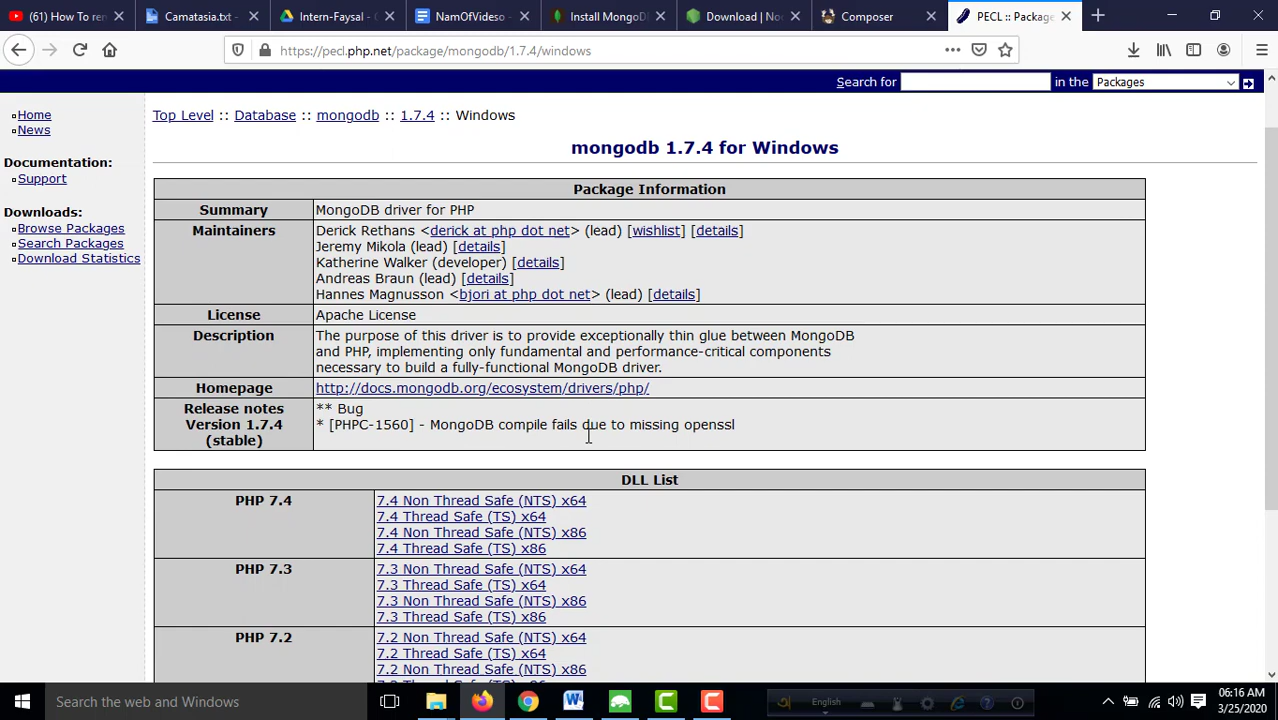 (61) How To ren
Camatasia.txt -
Intern-Faysal -
NamOfVideso -
Install MongoD
Download | No
Composer
PECL :: Package
https://pecl.php.net/package/mongodb/1.7.4/windows
Search for
in the
Packages
Home
News
Documentation:
Support
Downloads:
Browse Packages
Search Packages
Download Statistics
Top Level :: Database :: mongodb :: 1.7.4 :: Windows
mongodb 1.7.4 for Windows
Package Information
Summary MongoDB driver for PHP
Maintainers Derick Rethans <derick at php dot net> (lead) [wishlist] [details]
Jeremy Mikola (lead) [details]
Katherine Walker (developer) [details]
Andreas Braun (lead) [details]
Hannes Magnusson <bjori at php dot net> (lead) [details]
License Apache License
Description The purpose of this driver is to provide exceptionally thin glue between MongoDB
and PHP, implementing only fundamental and performance-critical components
necessary to build a fully-functional MongoDB driver.
Homepage http://docs.mongodb.org/ecosystem/drivers/php/
Release notes ** Bug
Version 1.7.4 * [PHPC-1560] - MongoDB compile fails due to missing openssl
(stable)
DLL List
PHP 7.4 7.4 Non Thread Safe (NTS) x64
7.4 Thread Safe (TS) x64
7.4 Non Thread Safe (NTS) x86
7.4 Thread Safe (TS) x86
PHP 7.3 7.3 Non Thread Safe (NTS) x64
7.3 Thread Safe (TS) x64
7.3 Non Thread Safe (NTS) x86
7.3 Thread Safe (TS) x86
PHP 7.2 7.2 Non Thread Safe (NTS) x64
7.2 Thread Safe (TS) x64
7.2 Non Thread Safe (NTS) x86
Search the web and Windows
English
06:16 AM
3/25/2020